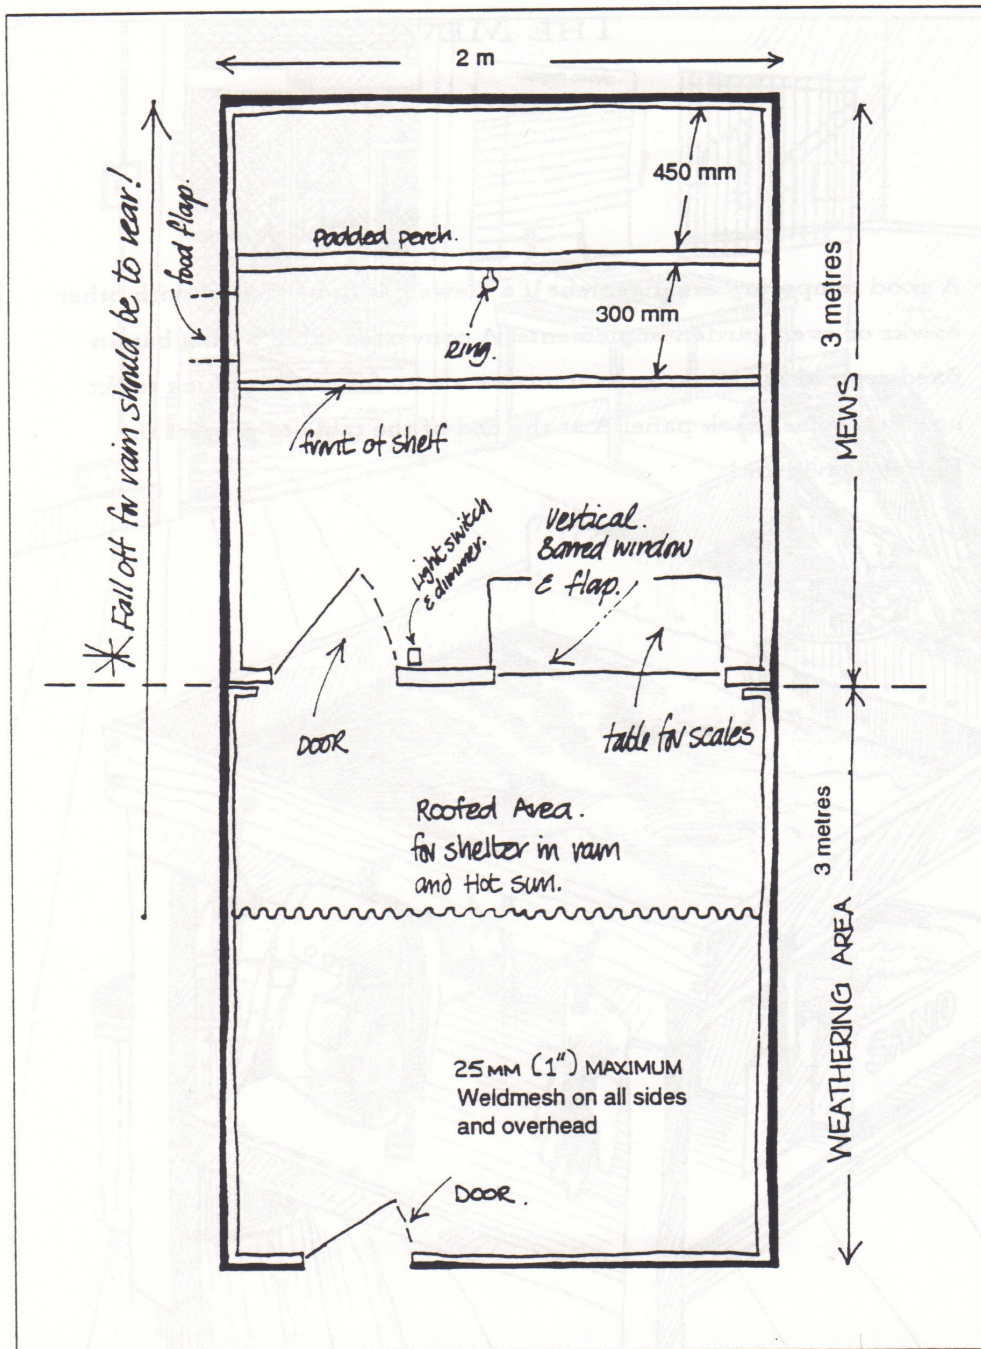 2 m
450 mm
3 metres
MEWS
food flap.
Padded perch.
Ring.
300 mm
front of shelf
* Fall off for rain should be to rear!
Light switch
& dimmer.
Vertical.
Barred window
& flap.
DOOR
table for scales
Roofed Area.
for shelter in rain
and Hot sun.
3 metres
WEATHERING AREA
25MM (1") MAXIMUM
Weldmesh on all sides
and overhead
DOOR.